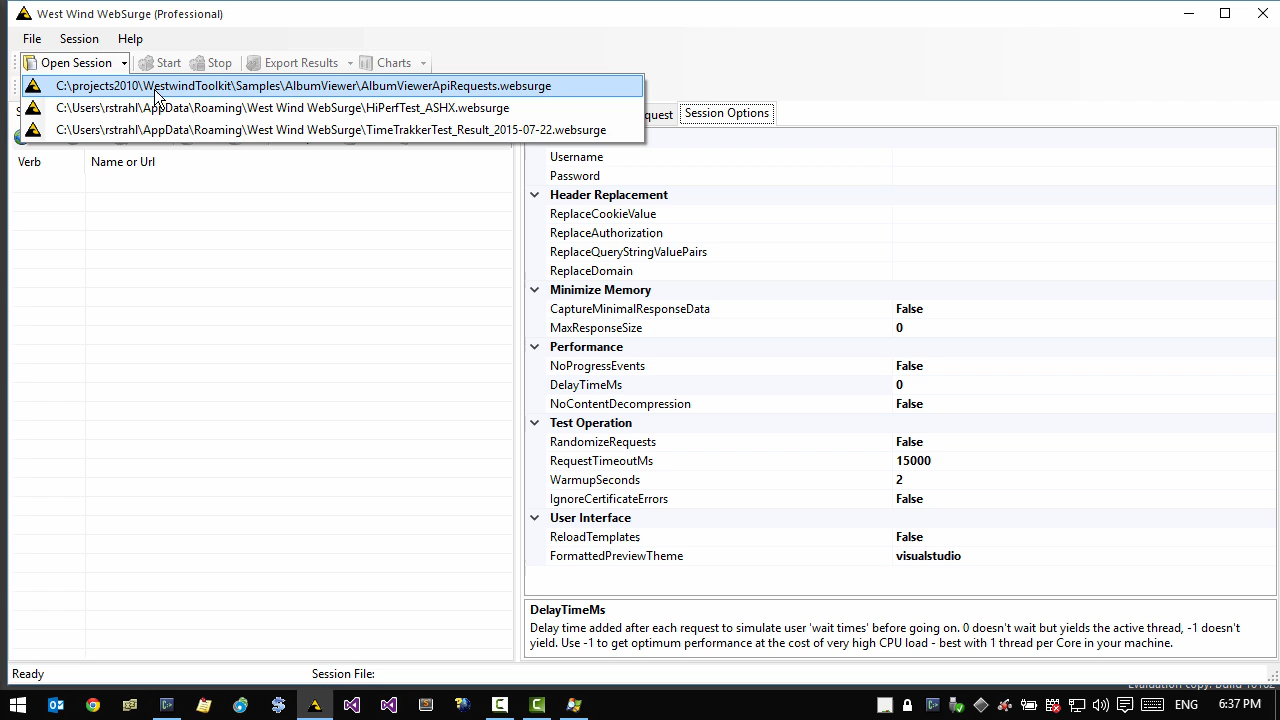 West Wind WebSurge (Professional)
File Session Help
Open Session Start Stop Export Results Charts
C:\projects2010\WestwindToolkit\Samples\AlbumViewer\AlbumViewerApiRequests.websurge
C:\Users\rstrahl\AppData\Roaming\West Wind WebSurge\HiPerfTest_ASHX.websurge
C:\Users\rstrahl\AppData\Roaming\West Wind WebSurge\TimeTrakkerTest_Result_2015-07-22.websurge
quest Session Options
Verb Name or Url
Username
Password
Header Replacement
ReplaceCookieValue
ReplaceAuthorization
ReplaceQueryStringValuePairs
ReplaceDomain
Minimize Memory
CaptureMinimalResponseData False
MaxResponseSize 0
Performance
NoProgressEvents False
DelayTimeMs 0
NoContentDecompression False
Test Operation
RandomizeRequests False
RequestTimeoutMs 15000
WarmupSeconds 2
IgnoreCertificateErrors False
User Interface
ReloadTemplates False
FormattedPreviewTheme visualstudio
DelayTimeMs
Delay time added after each request to simulate user 'wait times' before going on. 0 doesn't wait but yields the active thread, -1 doesn't
yield. Use -1 to get optimum performance at the cost of very high CPU load - best with 1 thread per Core in your machine.
Ready Session File:
ENG 6:37 PM